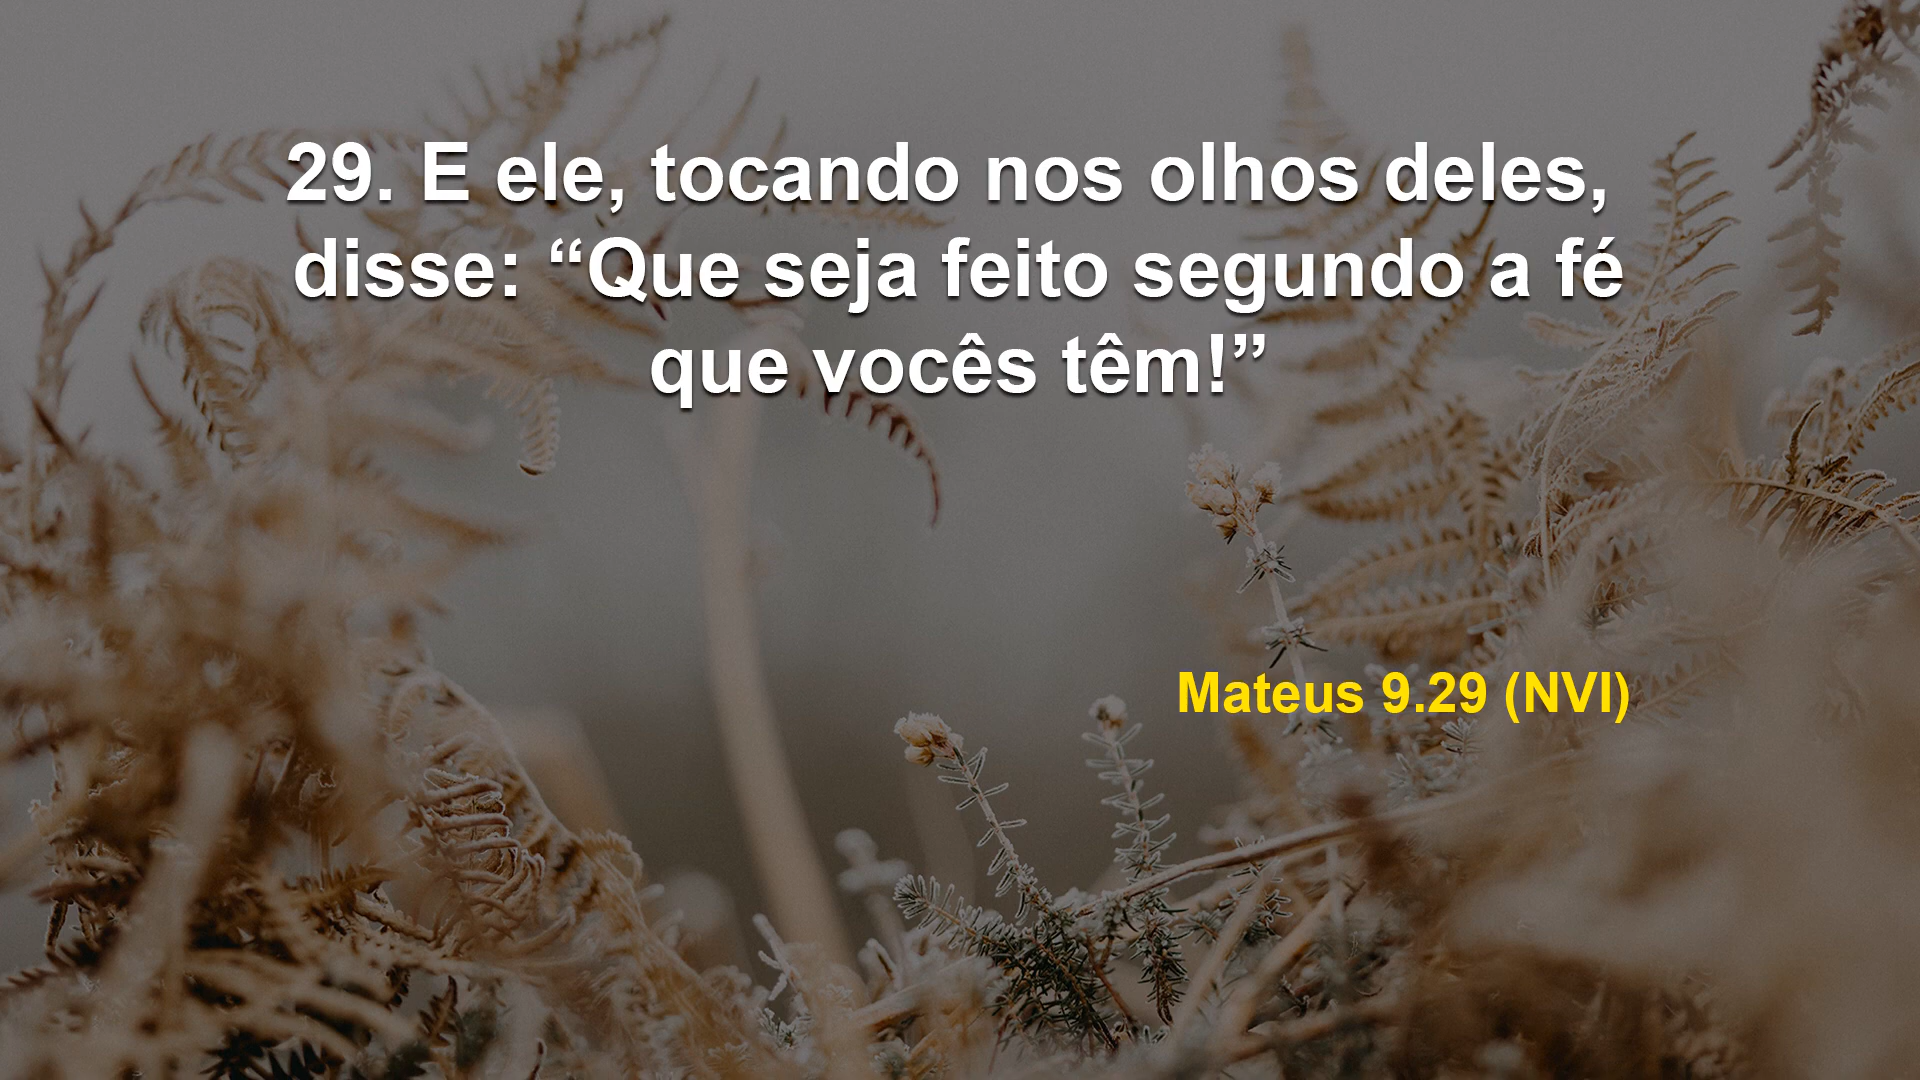 29. E ele, tocando nos olhos deles,
disse: “Que seja feito segundo a fé
que vocês têm!”
Mateus 9.29 (NVI)